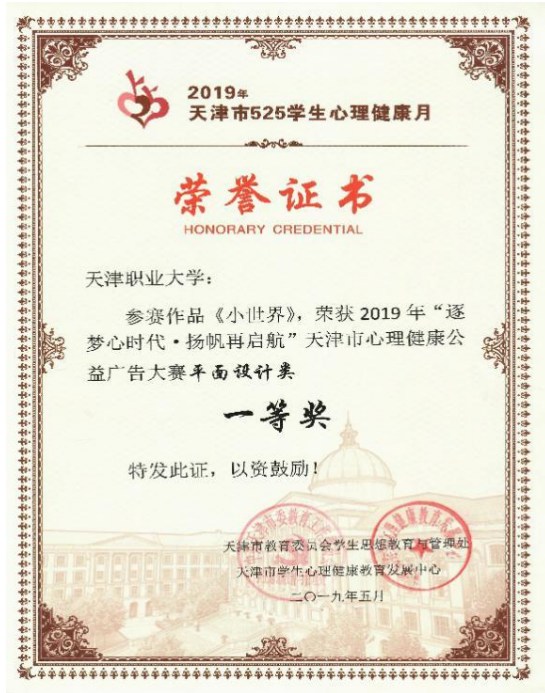 2019年
天津市525学生心理健康月
荣誉证书
HONORARY CREDENTIAL
天津职业大学：
参赛作品《小世界》，荣获 2019 年“逐
梦心时代·扬帆再启航”天津市心理健康公
益广告大赛平面设计类
一等奖
特发此证，以资鼓励！
天津市教育委员会学生思想教育与管理处
天津市学生心理健康教育发展中心
二〇一九年五月